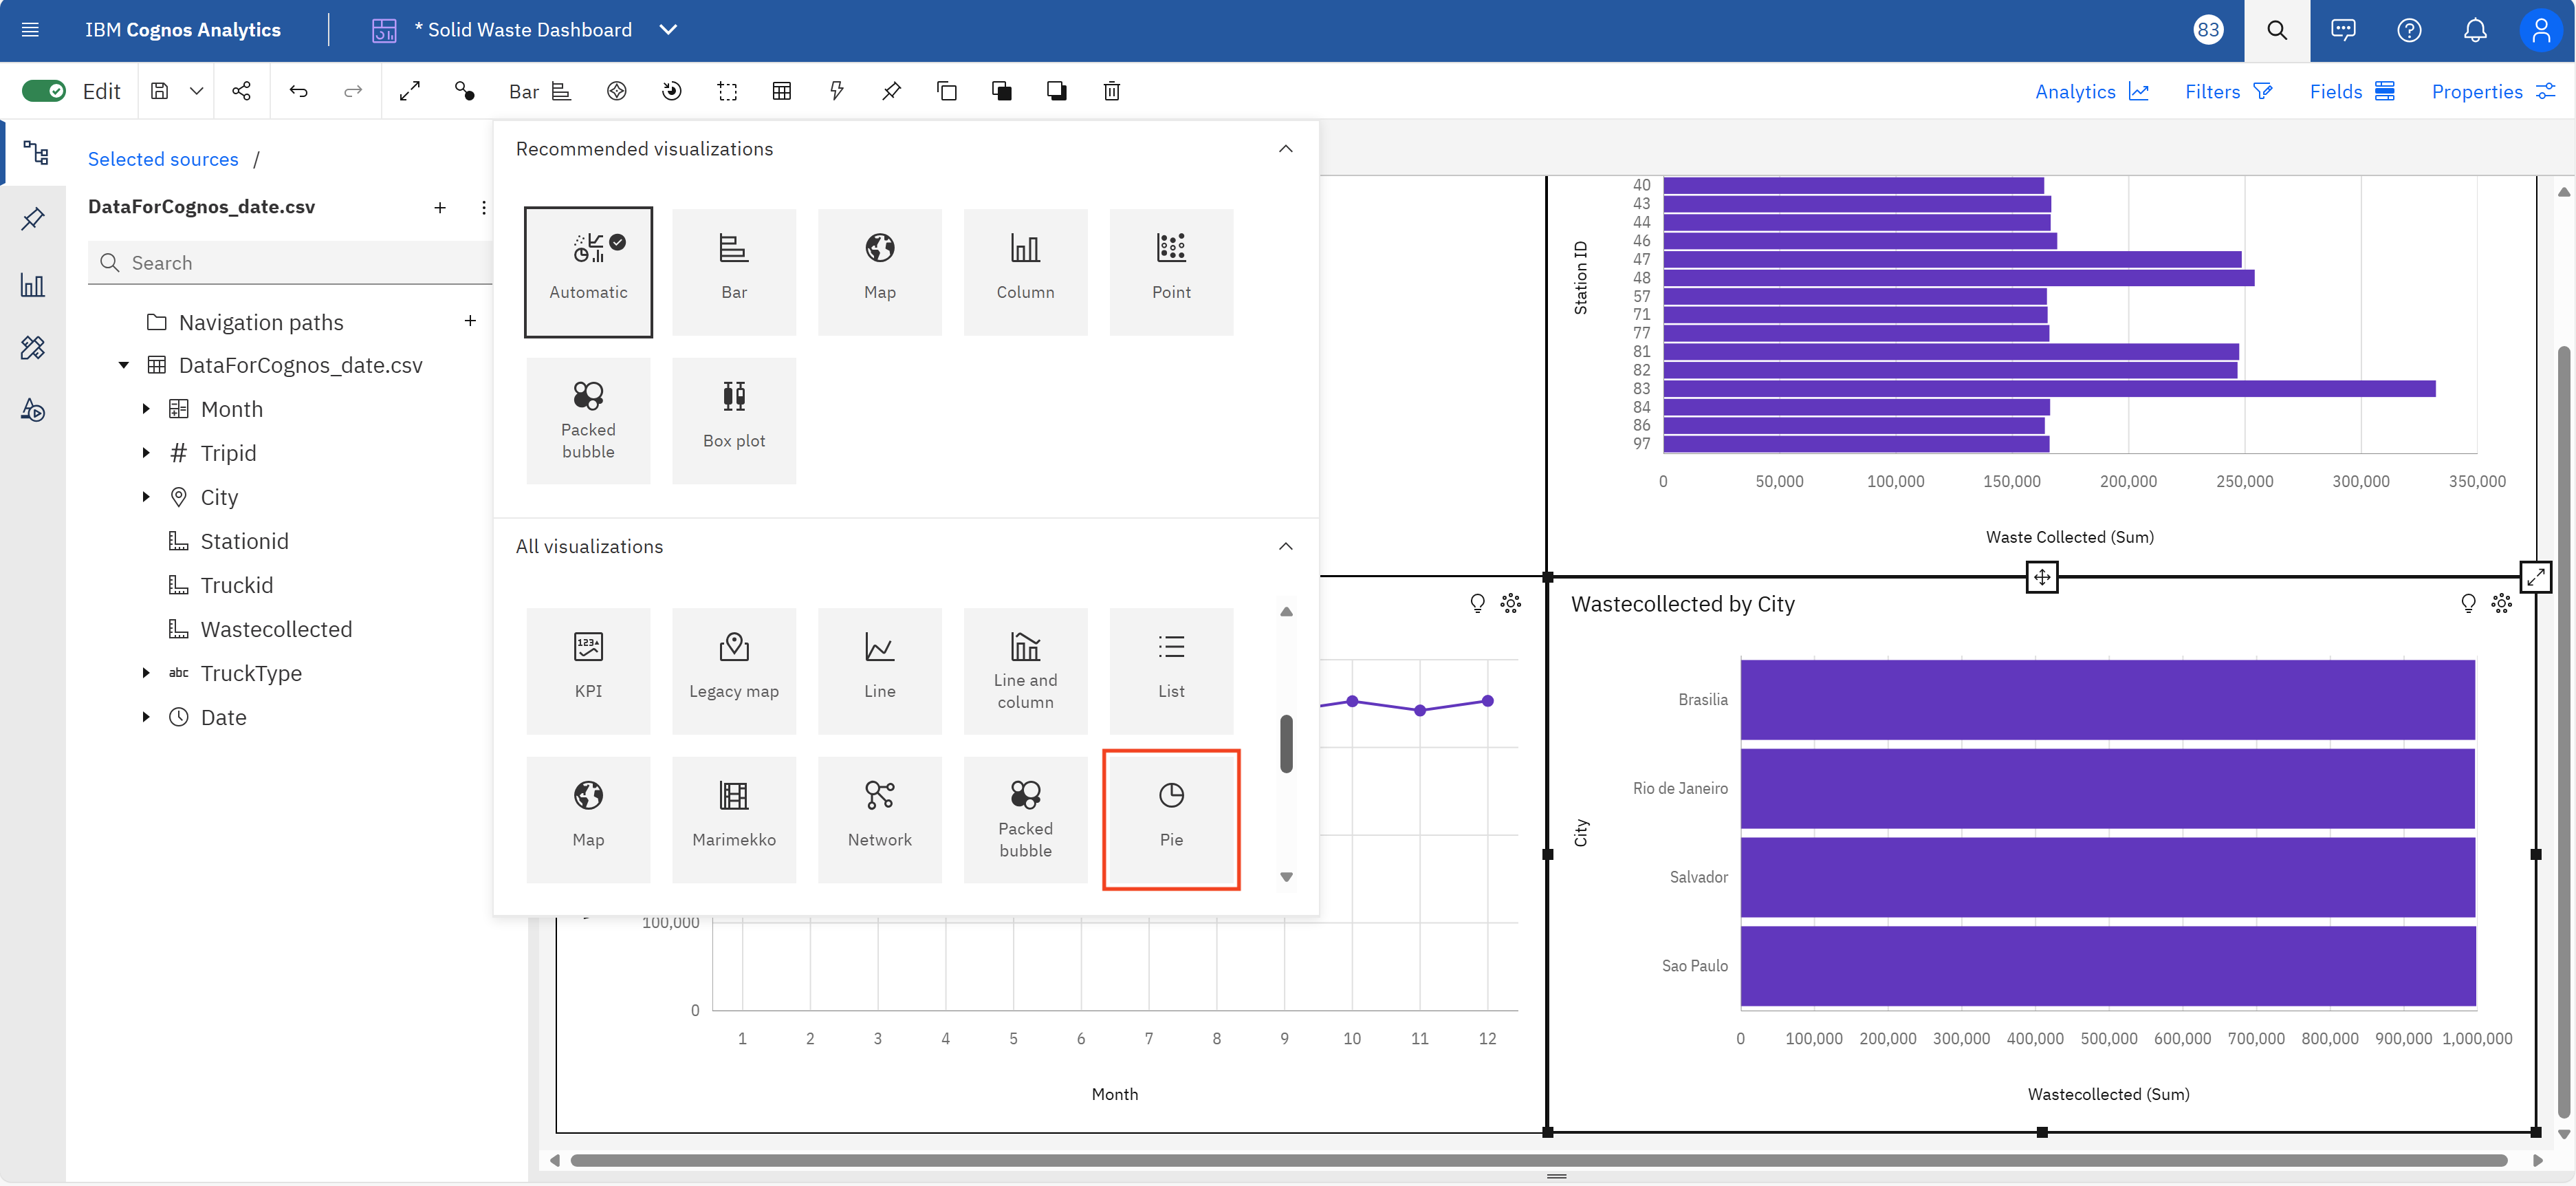 IBM Cognos Analytics
* Solid Waste Dashboard
83
Edit
Bar
Analytics
Filters
Fields
Properties
Selected sources /
DataForCognos_date.csv
Search
Navigation paths
DataForCognos_date.csv
Month
# Tripid
City
Stationid
Truckid
Wastecollected
abc TruckType
Date
Recommended visualizations
Automatic
Bar
Map
Column
Point
Packed
bubble
Box plot
All visualizations
123
KPI
Legacy map
Line
Line and
column
List
Map
Marimekko
Network
Packed
bubble
Pie
100,000
0
1 2 3 4 5 6 7 8 9 10 11 12
Month
Station ID
40
43
44
46
47
48
57
71
77
81
82
83
84
86
97
0 50,000 100,000 150,000 200,000 250,000 300,000 350,000
Waste Collected (Sum)
Wastecollected by City
City
Brasilia
Rio de Janeiro
Salvador
Sao Paulo
0 100,000 200,000 300,000 400,000 500,000 600,000 700,000 800,000 900,000 1,000,000
Wastecollected (Sum)